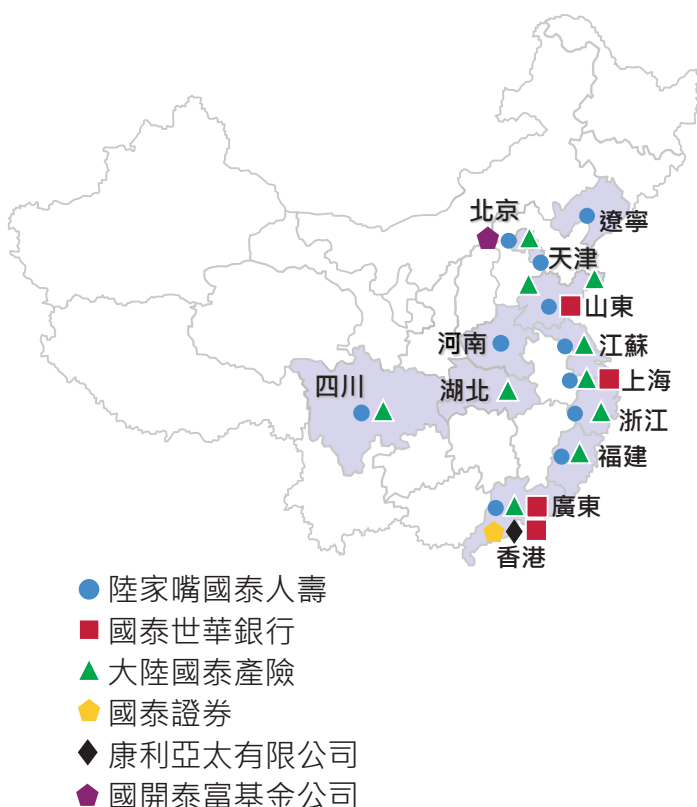 北京
遼寧
天津
山東
河南
江蘇
四川
湖北
上海
浙江
福建
廣東
香港
陸家嘴國泰人壽
國泰世華銀行
大陸國泰產險
國泰證券
康利亞太有限公司
國開泰富基金公司